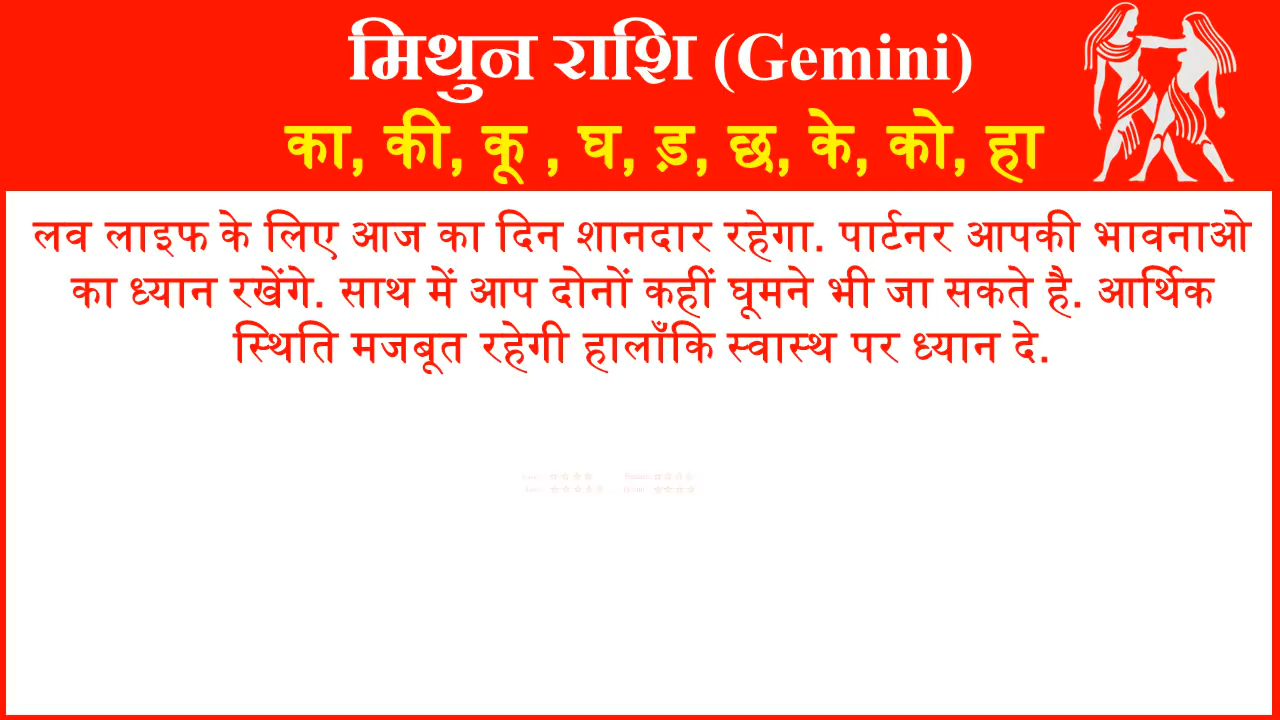 मिथुन राशि (Gemini)
का, की, कू , घ, ड़, छ, के, को, हा
लव लाइफ के लिए आज का दिन शानदार रहेगा. पार्टनर आपकी भावनाओ
का ध्यान रखेंगे. साथ में आप दोनों कहीं घूमने भी जा सकते है. आर्थिक
स्थिति मजबूत रहेगी हालाँकि स्वास्थ पर ध्यान दे.